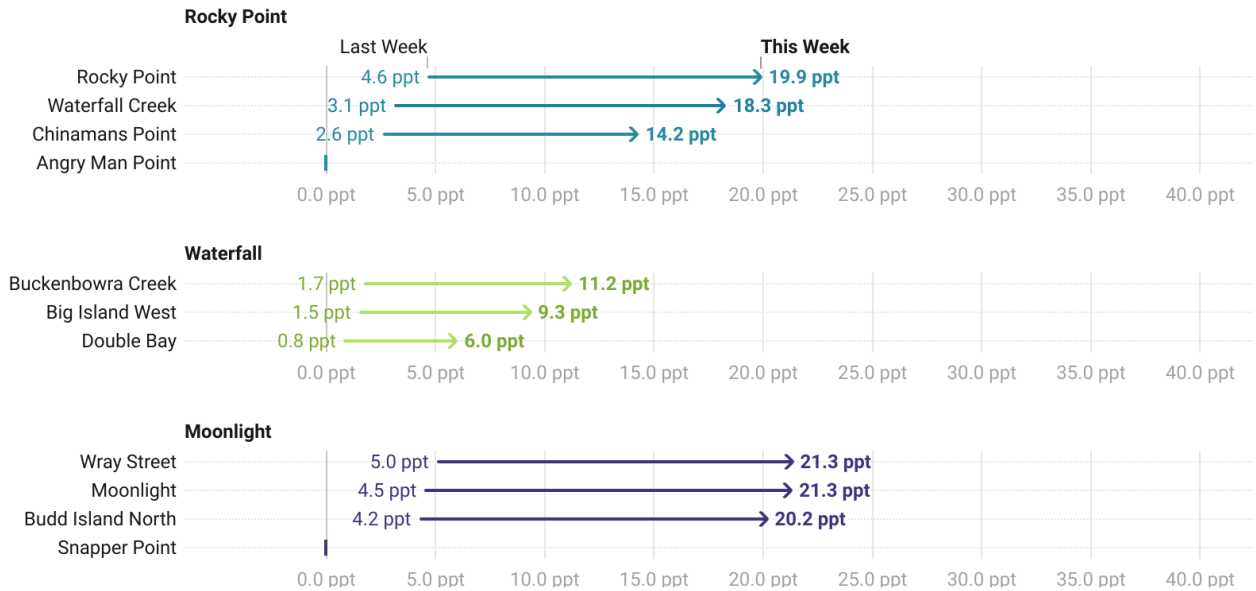 Rocky Point
Last Week This Week
Rocky Point 4.6 ppt 19.9 ppt
Waterfall Creek 3.1 ppt 18.3 ppt
Chinamans Point 2.6 ppt 14.2 ppt
Angry Man Point
0.0 ppt 5.0 ppt 10.0 ppt 15.0 ppt 20.0 ppt 25.0 ppt 30.0 ppt 35.0 ppt 40.0 ppt
Waterfall
Buckenbowra Creek 1.7 ppt 11.2 ppt
Big Island West 1.5 ppt 9.3 ppt
Double Bay 0.8 ppt 6.0 ppt
0.0 ppt 5.0 ppt 10.0 ppt 15.0 ppt 20.0 ppt 25.0 ppt 30.0 ppt 35.0 ppt 40.0 ppt
Moonlight
Wray Street 5.0 ppt 21.3 ppt
Moonlight 4.5 ppt 21.3 ppt
Budd Island North 4.2 ppt 20.2 ppt
Snapper Point
0.0 ppt 5.0 ppt 10.0 ppt 15.0 ppt 20.0 ppt 25.0 ppt 30.0 ppt 35.0 ppt 40.0 ppt